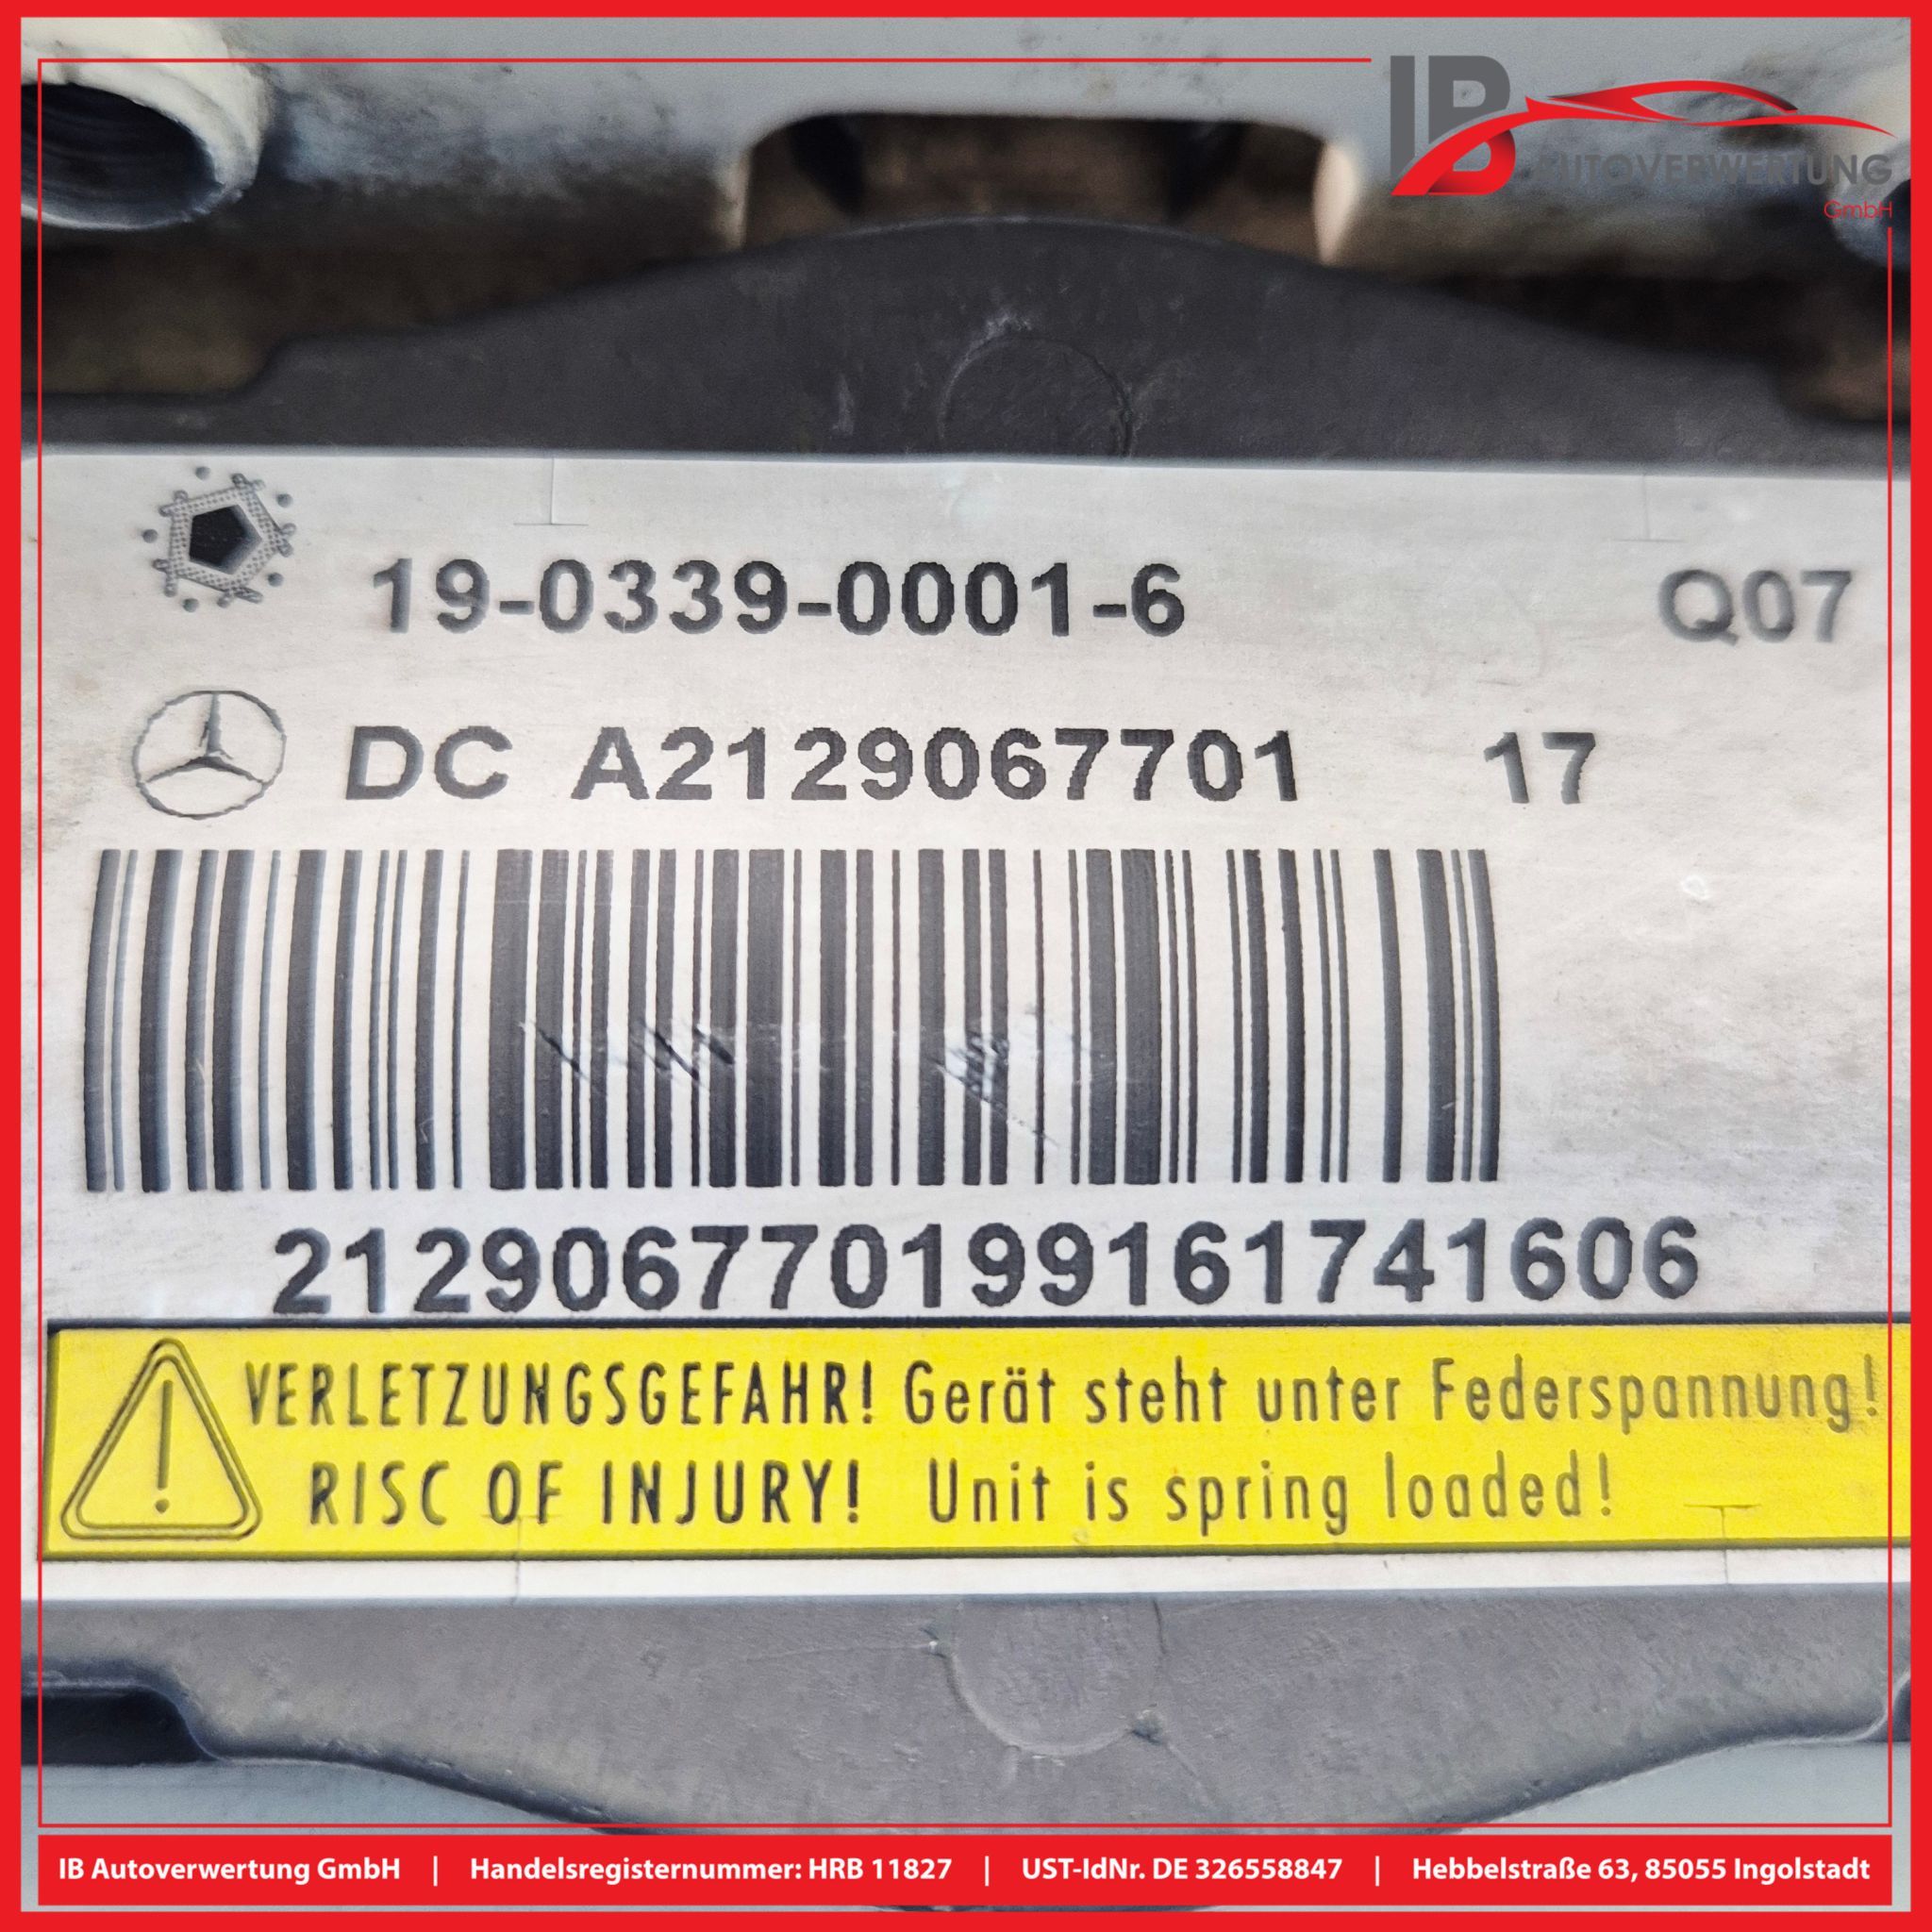 IB
AUTOVERWERTUNG
GmbH
19-0339-0001-6 Q07
DC A2129067701 17
212906770199161741606
VERLETZUNGSGEFAHR! Gerät steht unter Federspannung!
RISC OF INJURY! Unit is spring loaded!
IB Autoverwertung GmbH | Handelsregisternummer: HRB 11827 | UST-IdNr. DE 326558847 | Hebbelstraße 63, 85055 Ingolstadt